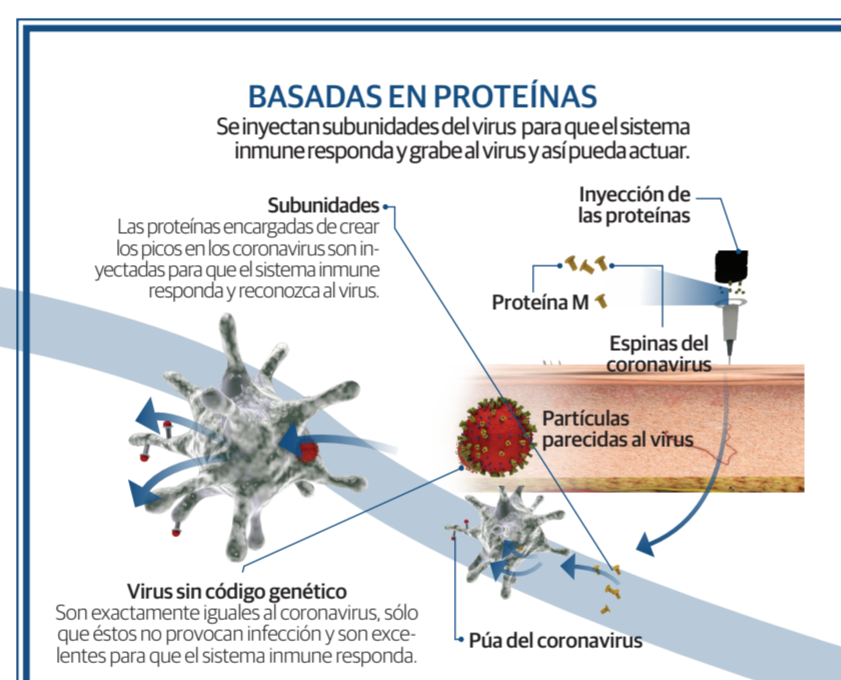 BASADAS EN PROTEÍNAS
Se inyectan subunidades del virus para que el sistema
inmune responda y grabe al virus y así pueda actuar.
Subunidades
Las proteínas encargadas de crear
los picos en los coronavirus son in-
yectadas para que el sistema inmune
responda y reconozca al virus.
Inyección de
las proteínas
Proteína M
Espinas del
coronavirus
Partículas
parecidas al virus
Virus sin código genético
Son exactamente iguales al coronavirus, sólo
que éstos no provocan infección y son exce-
lentes para que el sistema inmune responda.
Púa del coronavirus